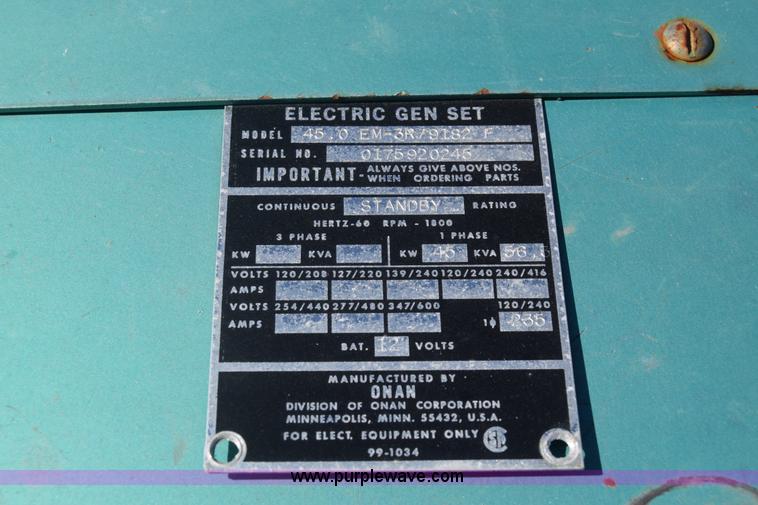 ELECTRIC GEN SET
MODEL 45.0 EM-3R/9182 F
SERIAL NO. 0175920245
IMPORTANT- ALWAYS GIVE ABOVE NOS.
WHEN ORDERING PARTS
CONTINUOUS STANDBY RATING
HERTZ-60 RPM - 1800
3 PHASE 1 PHASE
KW KVA KW 45 KVA 56.
VOLTS 120/208 127/220 139/240 120/240 240/416
AMPS
VOLTS 254/440 277/480 347/600 120/240
AMPS 1ϕ 235
BAT. 12 VOLTS
MANUFACTURED BY
ONAN
DIVISION OF ONAN CORPORATION
MINNEAPOLIS, MINN. 55432, U.S.A.
FOR ELECT. EQUIPMENT ONLY
99-1034
www.purplewave.com